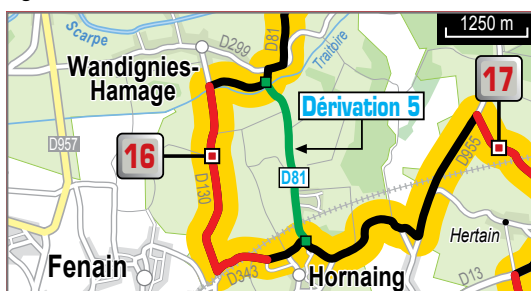 1250 m
Scarpe
D299
D81
Traitoire
Wandignies-
Hamage
17
Dérivation 5
D957
16
D955
D81
D130
Hertain
Fenain
D343
Hornaing
D13